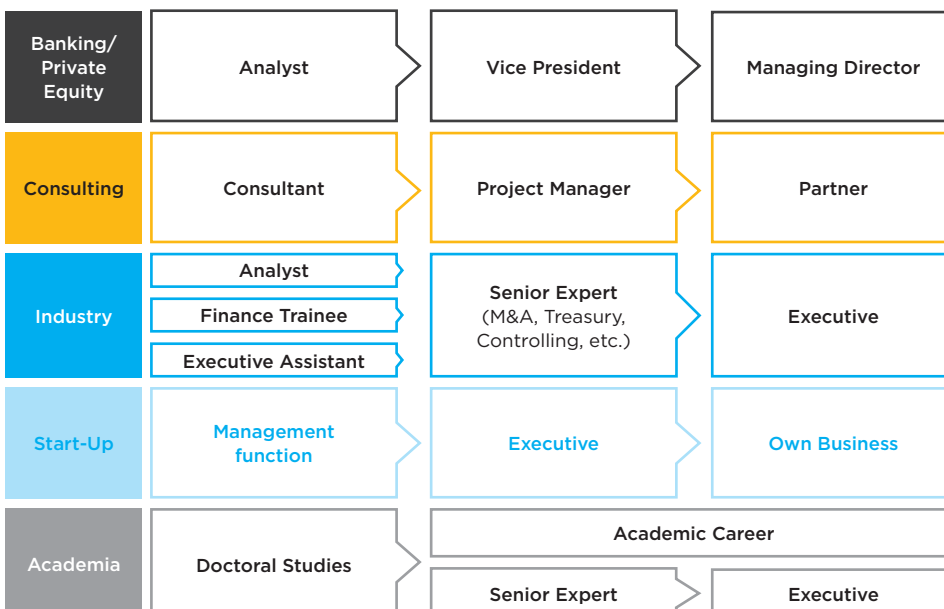 Banking/
Private
Equity
Analyst
Vice President
Managing Director
Consulting
Consultant
Project Manager
Partner
Industry
Analyst
Finance Trainee
Executive Assistant
Senior Expert
(M&A, Treasury,
Controlling, etc.)
Executive
Start-Up
Management
function
Executive
Own Business
Academia
Doctoral Studies
Academic Career
Senior Expert
Executive